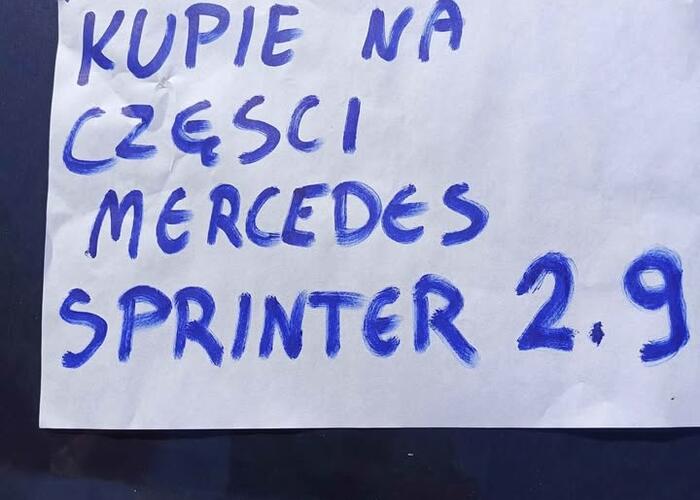 KUPIE NA
CZĘSCI
MERCEDES
SPRINTER 2.9